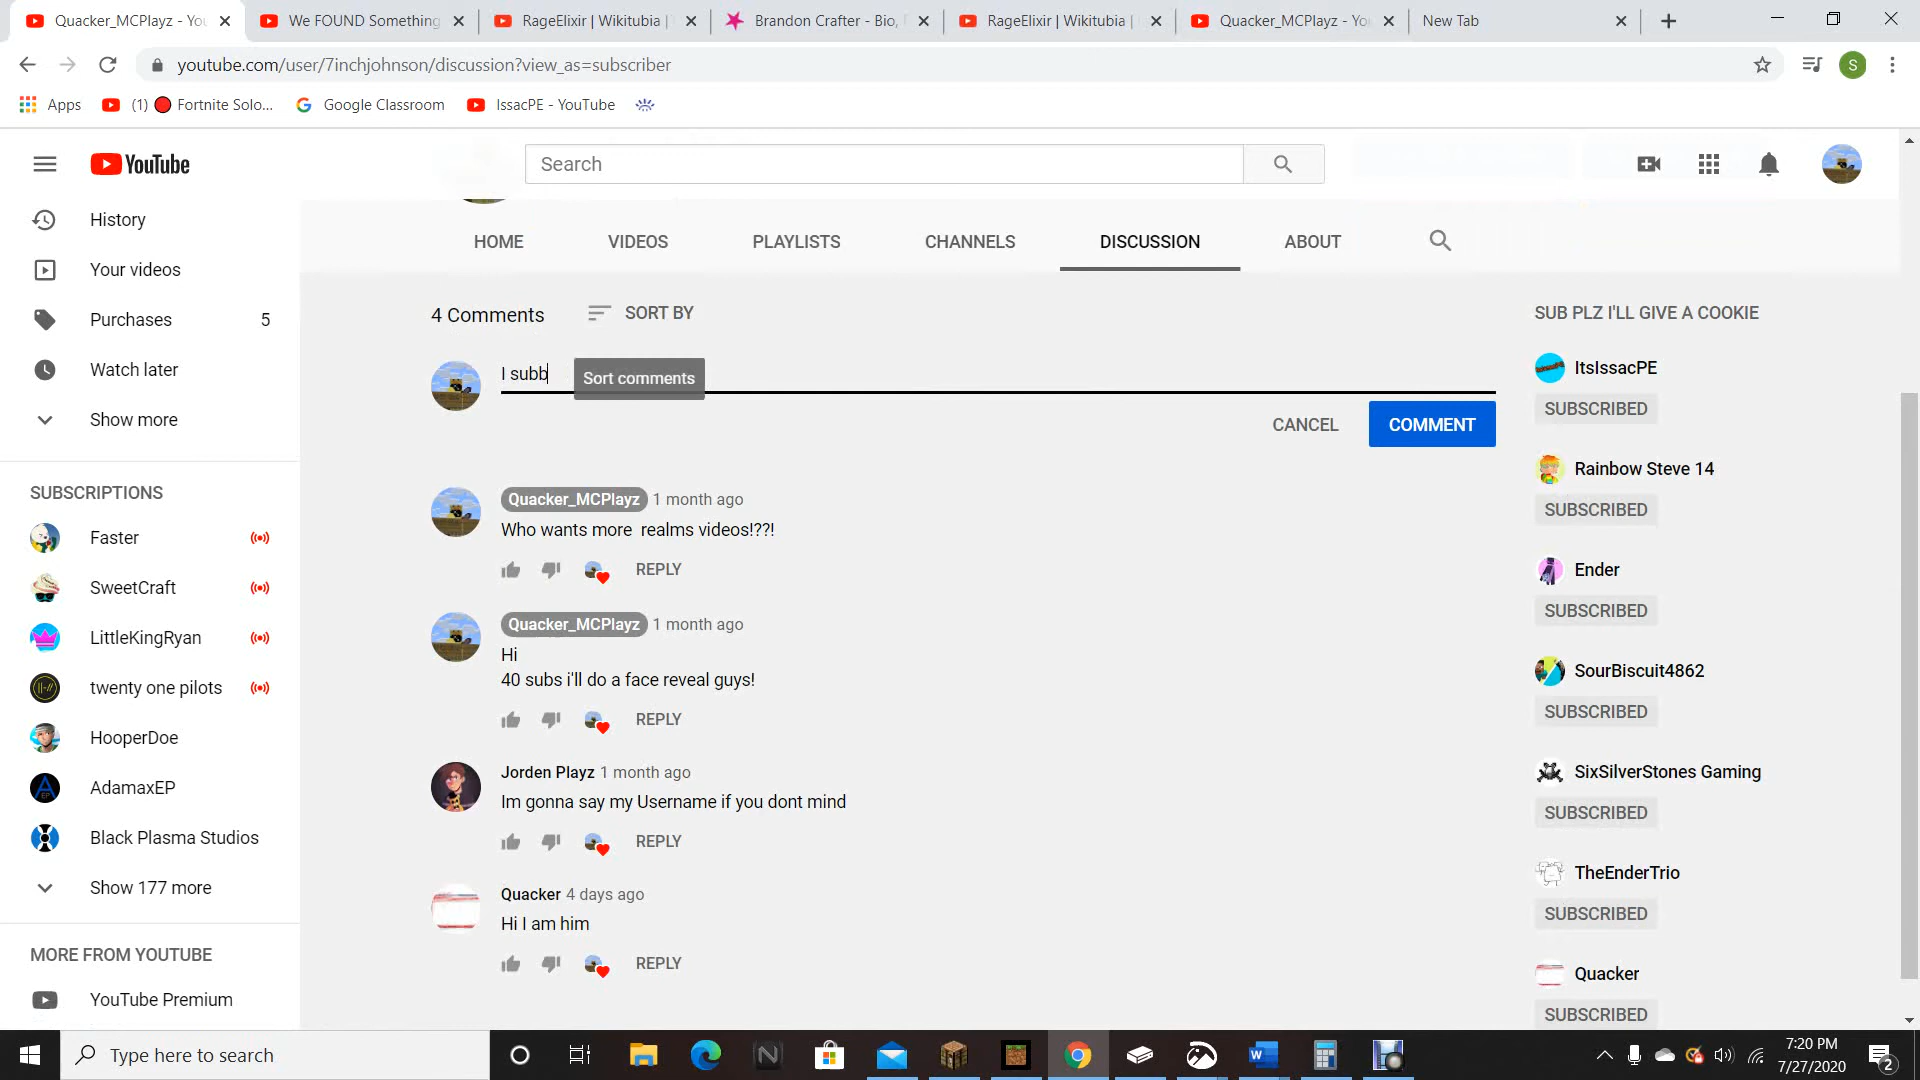 Quacker_MCPlayz - You
We FOUND Something
RageElixir | Wikitubia |
Brandon Crafter - Bio,
RageElixir | Wikitubia |
Quacker_MCPlayz - You
New Tab
youtube.com/user/7inchjohnson/discussion?view_as=subscriber
S
Apps
(1) Fortnite Solo...
Google Classroom
IssacPE - YouTube
YouTube
Search
History
Your videos
Purchases 5
Watch later
Show more
SUBSCRIPTIONS
Faster
SweetCraft
LittleKingRyan
twenty one pilots
HooperDoe
AdamaxEP
Black Plasma Studios
Show 177 more
MORE FROM YOUTUBE
YouTube Premium
HOME VIDEOS PLAYLISTS CHANNELS DISCUSSION ABOUT
4 Comments SORT BY
I subb
Sort comments
CANCEL COMMENT
Quacker_MCPlayz 1 month ago
Who wants more  realms videos!??!
REPLY
Quacker_MCPlayz 1 month ago
Hi
40 subs i'll do a face reveal guys!
REPLY
Jorden Playz 1 month ago
Im gonna say my Username if you dont mind
REPLY
Quacker 4 days ago
Hi I am him
REPLY
SUB PLZ I'LL GIVE A COOKIE
ItsIssacPE
SUBSCRIBED
Rainbow Steve 14
SUBSCRIBED
Ender
SUBSCRIBED
SourBiscuit4862
SUBSCRIBED
SixSilverStones Gaming
SUBSCRIBED
TheEnderTrio
SUBSCRIBED
Quacker
SUBSCRIBED
Type here to search
7:20 PM
7/27/2020
2